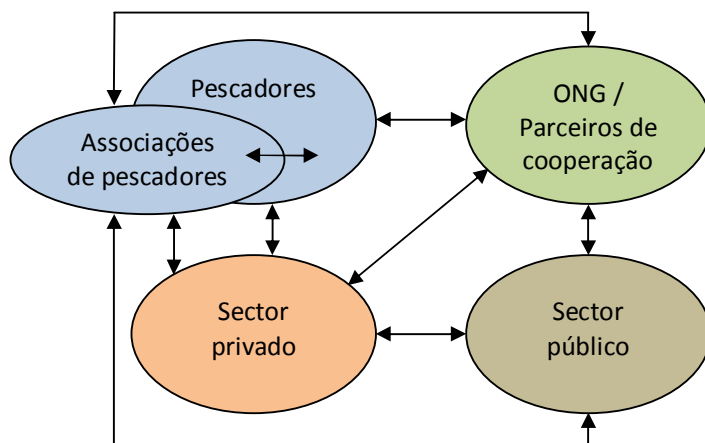 Pescadores
Associações
de pescadores
ONG /
Parceiros de
cooperação
Sector
privado
Sector
público